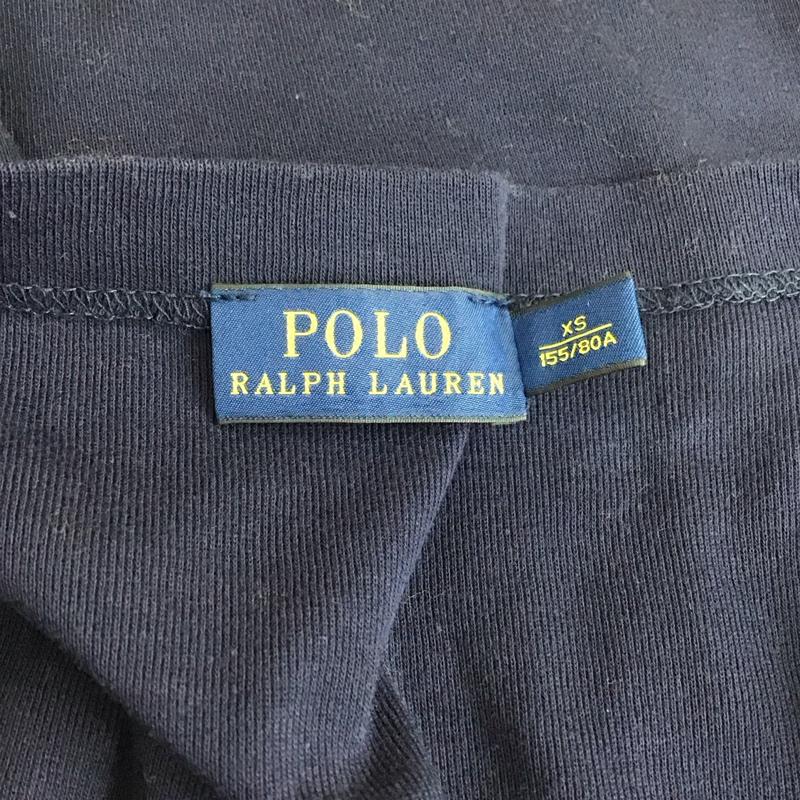 POLO
RALPH LAUREN
XS
155/80A